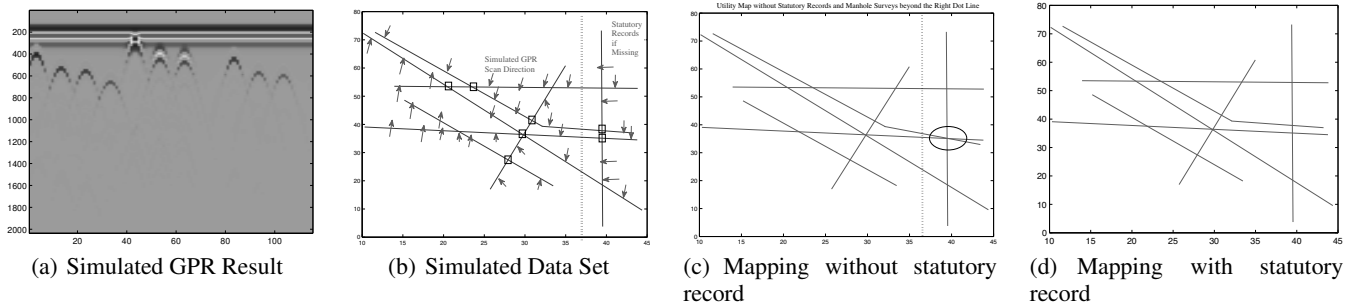 200
400
600
800
1000
1200
1400
1600
1800
2000
20 40 60 80 100
(a) Simulated GPR Result
80
70
60
50
40
30
20
10
0
10 15 20 25 30 35 40 45
Simulated GPR
Scan Direction
Statutory
Records
if
Missing
(b) Simulated Data Set
Utility Map without Statutory Records and Manhole Surveys beyond the Right Dot Line
80
70
60
50
40
30
20
10
0
10 15 20 25 30 35 40 45
(c) Mapping without statutory
record
80
70
60
50
40
30
20
10
0
10 15 20 25 30 35 40 45
(d) Mapping with statutory
record